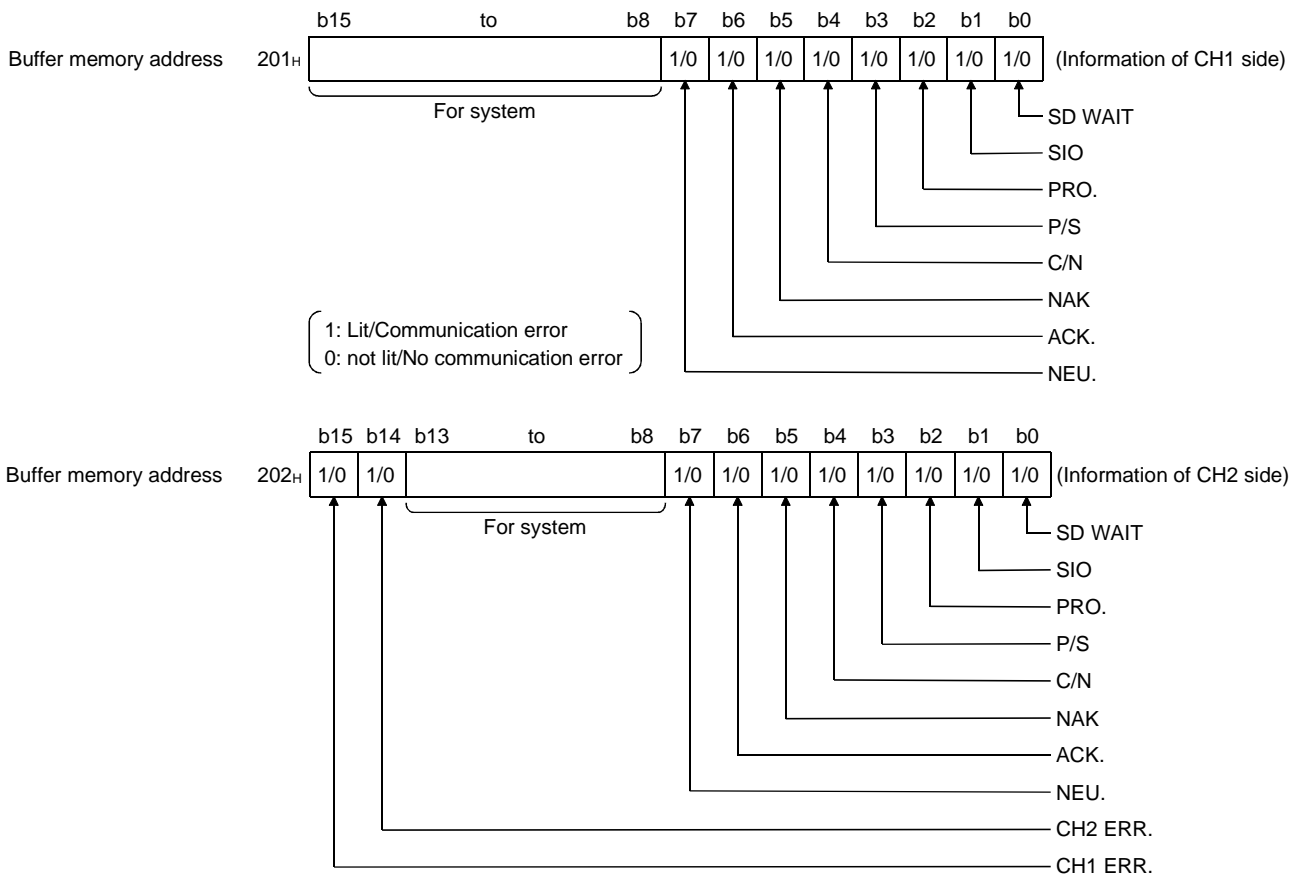 b15 to b8 b7 b6 b5 b4 b3 b2 b1 b0
Buffer memory address 201H 1/0 1/0 1/0 1/0 1/0 1/0 1/0 1/0 (Information of CH1 side)
For system
SD WAIT
SIO
PRO.
P/S
C/N
NAK
ACK.
NEU.
1: Lit/Communication error
0: not lit/No communication error
b15 b14 b13 to b8 b7 b6 b5 b4 b3 b2 b1 b0
Buffer memory address 202H 1/0 1/0 1/0 1/0 1/0 1/0 1/0 1/0 1/0 1/0 (Information of CH2 side)
For system
SD WAIT
SIO
PRO.
P/S
C/N
NAK
ACK.
NEU.
CH2 ERR.
CH1 ERR.